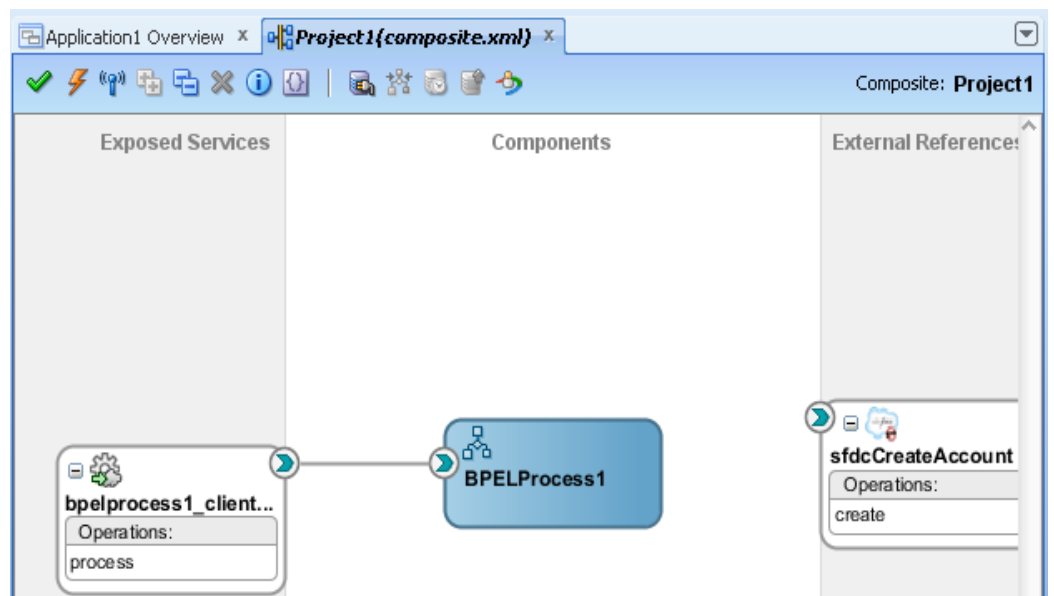 Application1 Overview x Project1(composite.xml) x
Composite: Project1
Exposed Services Components External References
bpelprocess1_client...
Operations:
process
BPELProcess1
sfdcCreateAccount
Operations:
create